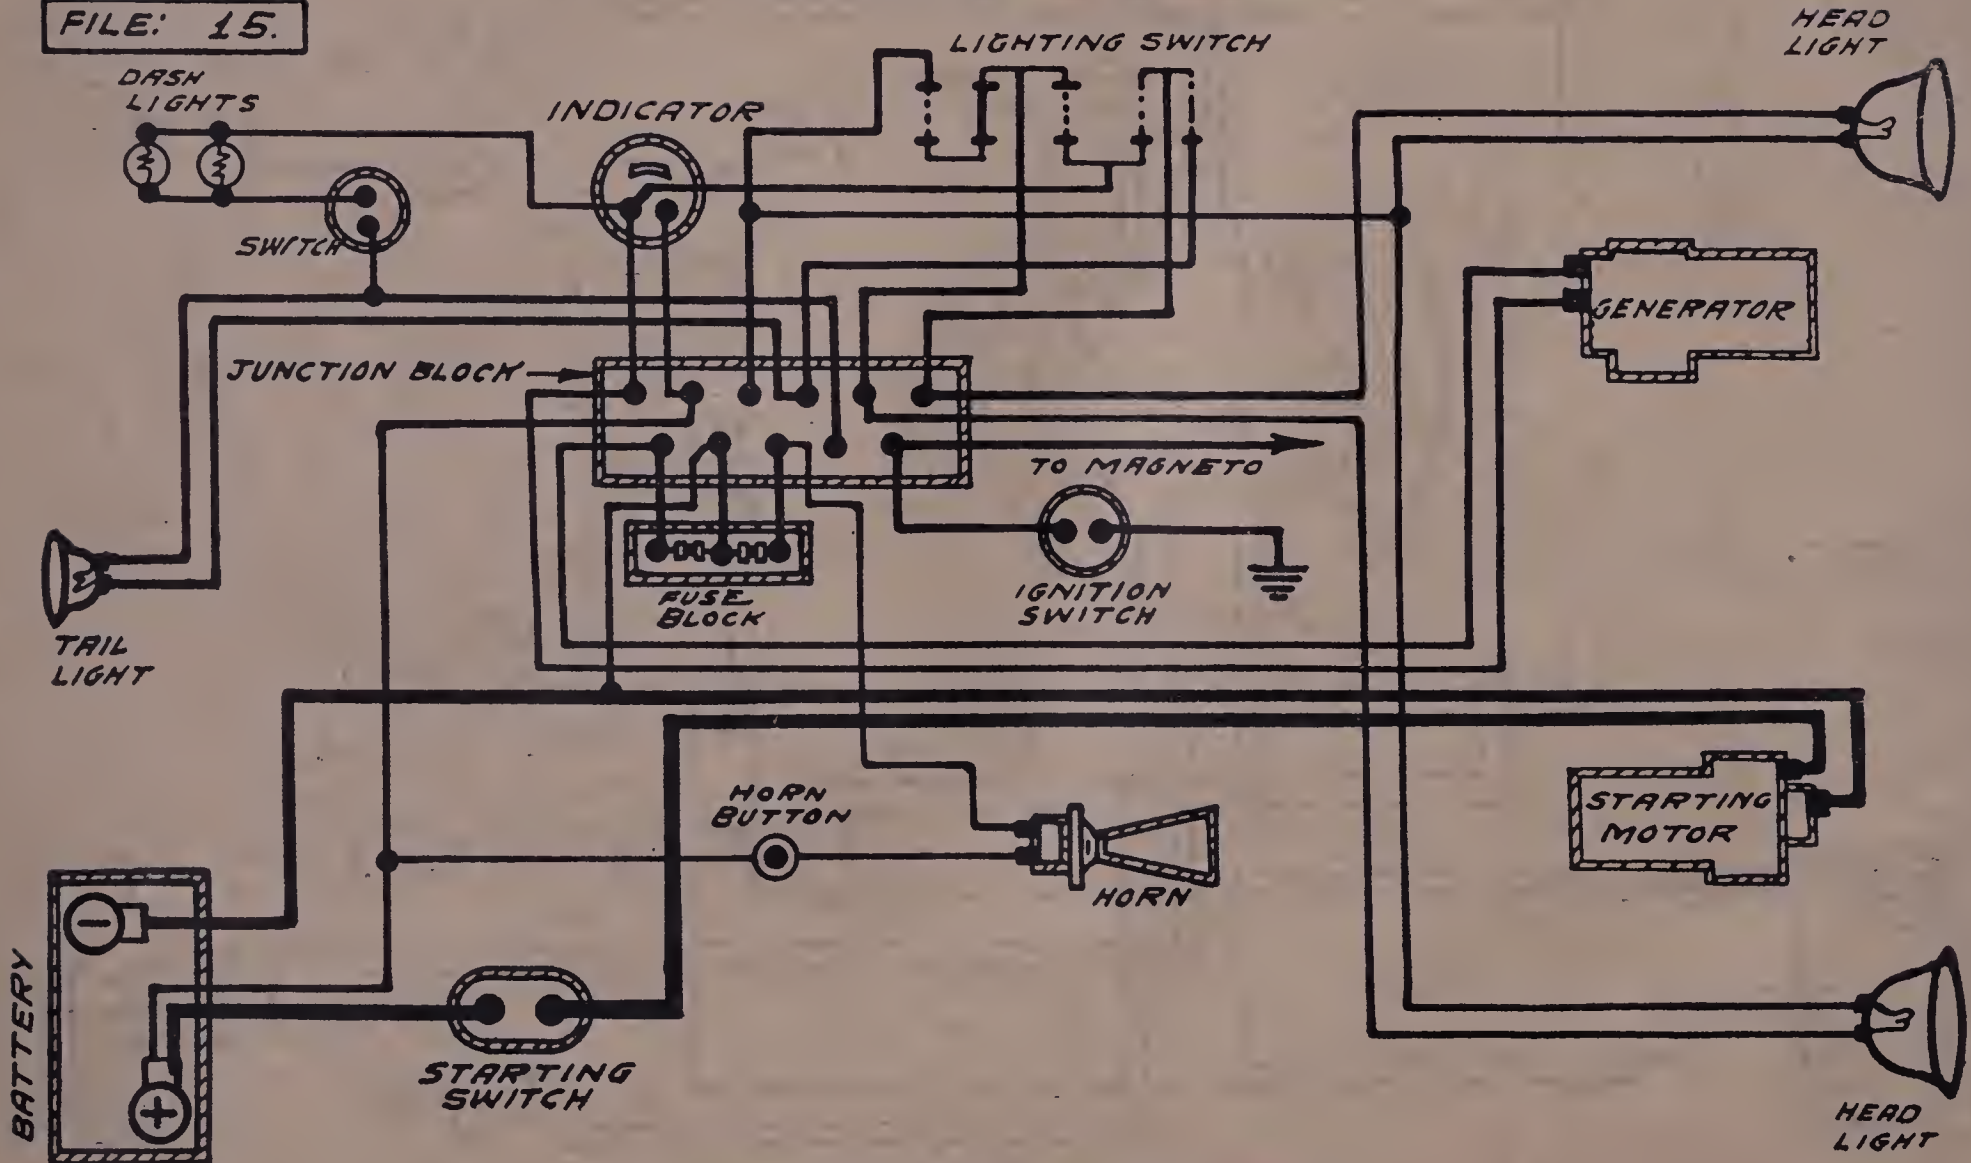 FILE: 15.
DASH
LIGHTS
INDICATOR
LIGHTING SWITCH
HEAD
LIGHT
SWITCH
GENERATOR
JUNCTION BLOCK
TO MAGNETO
IGNITION
SWITCH
FUSE
BLOCK
TAIL
LIGHT
HORN
BUTTON
STARTING
MOTOR
HORN
BATTERY
−
+
STARTING
SWITCH
HEAD
LIGHT